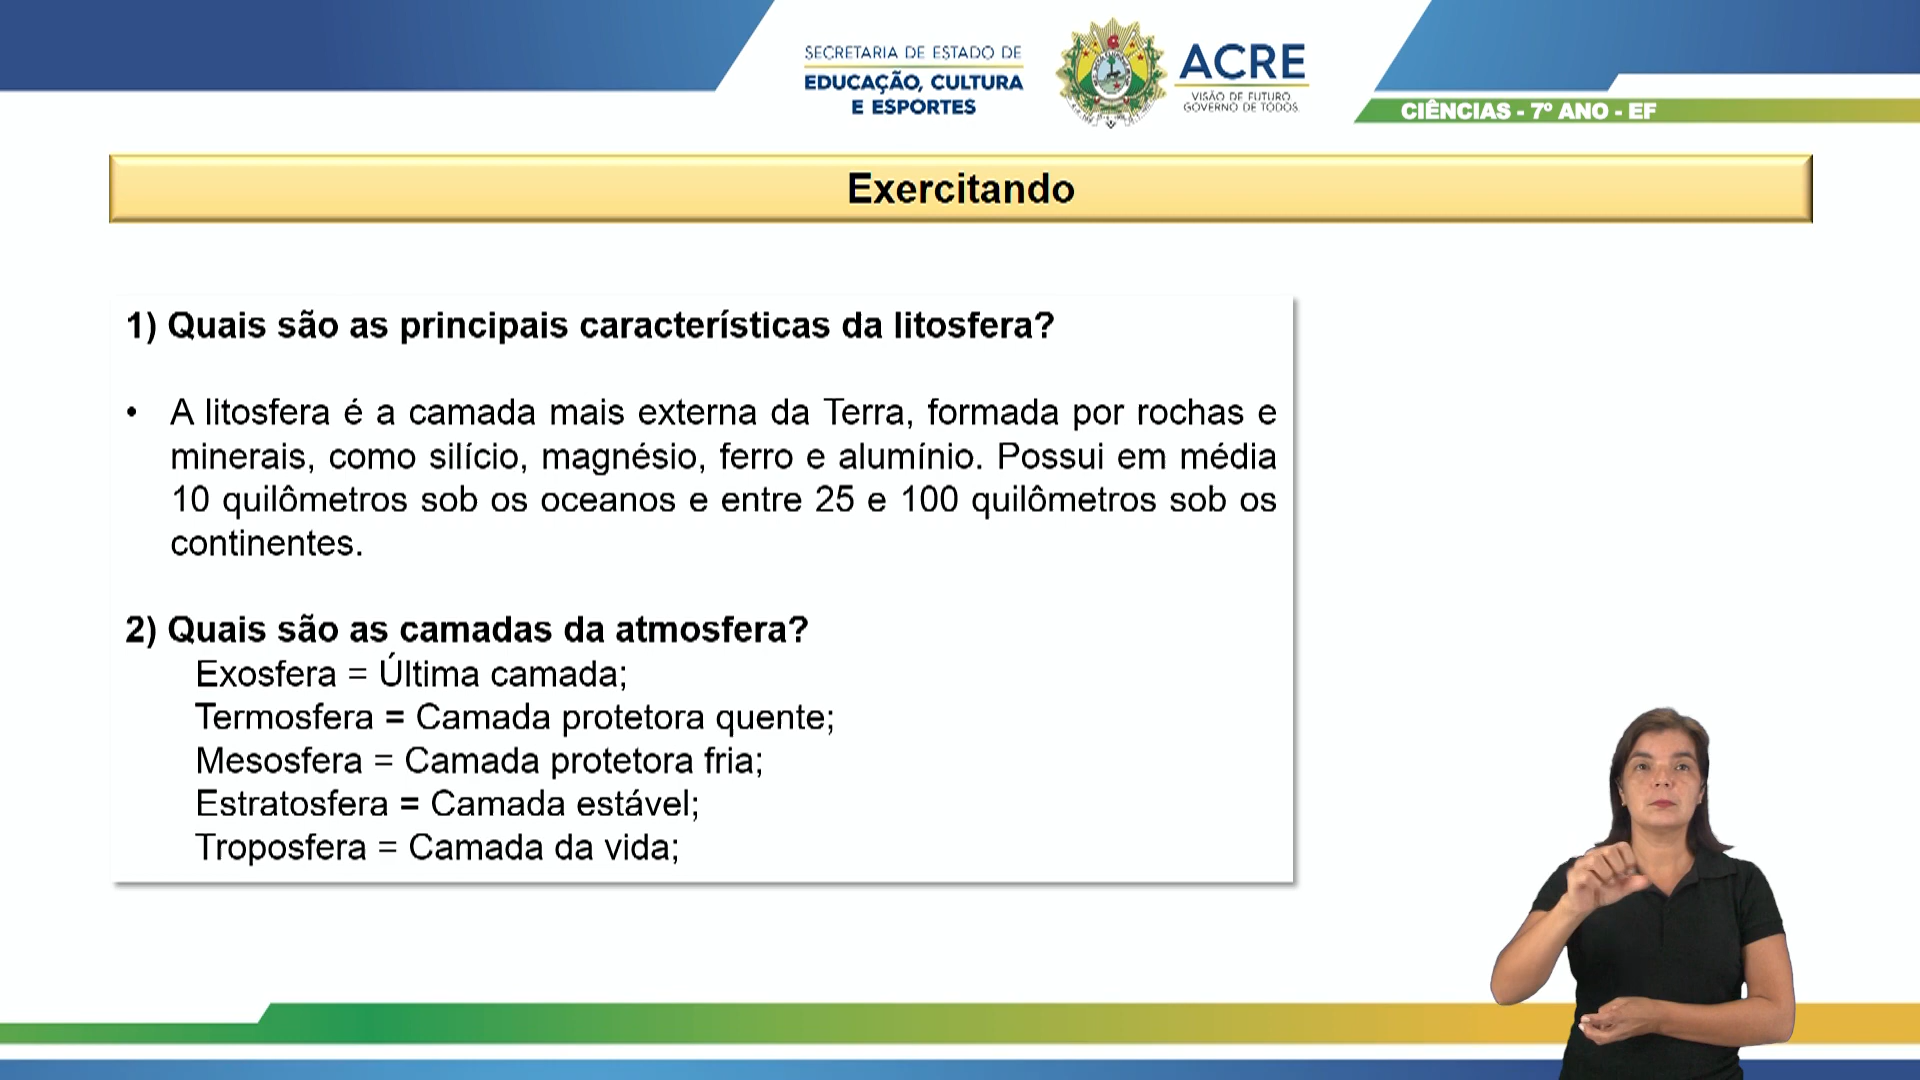 SECRETARIA DE ESTADO DE
EDUCAÇÃO, CULTURA
E ESPORTES
ACRE
VISÃO DE FUTURO
GOVERNO DE TODOS
CIÊNCIAS - 7º ANO - EF
Exercitando
1) Quais são as principais características da litosfera?
• A litosfera é a camada mais externa da Terra, formada por rochas e
minerais, como silício, magnésio, ferro e alumínio. Possui em média
10 quilômetros sob os oceanos e entre 25 e 100 quilômetros sob os
continentes.
2) Quais são as camadas da atmosfera?
Exosfera = Última camada;
Termosfera = Camada protetora quente;
Mesosfera = Camada protetora fria;
Estratosfera = Camada estável;
Troposfera = Camada da vida;